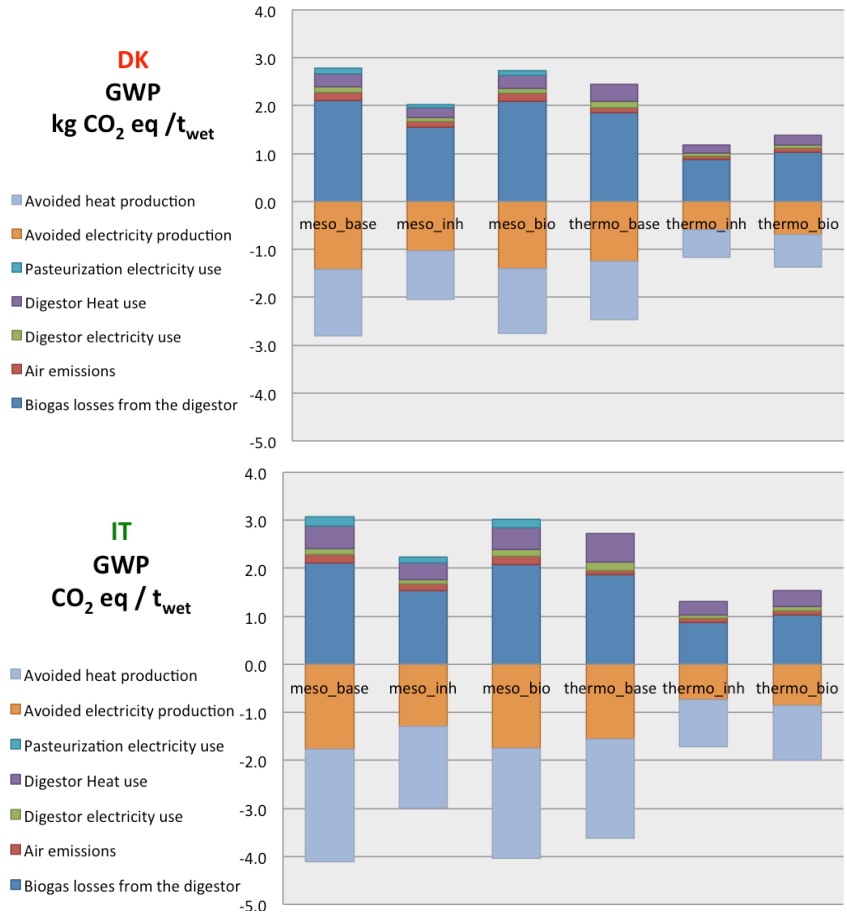 DK
GWP
kg CO2 eq /twet
Avoided heat production
Avoided electricity production
Pasteurization electricity use
Digestor Heat use
Digestor electricity use
Air emissions
Biogas losses from the digestor
4.0
3.0
2.0
1.0
0.0
-1.0
-2.0
-3.0
-4.0
-5.0
meso_base meso_inh meso_bio thermo_base thermo_inh thermo_bio
IT
GWP
CO2 eq / twet
Avoided heat production
Avoided electricity production
Pasteurization electricity use
Digestor Heat use
Digestor electricity use
Air emissions
Biogas losses from the digestor
4.0
3.0
2.0
1.0
0.0
-1.0
-2.0
-3.0
-4.0
-5.0
meso_base meso_inh meso_bio thermo_base thermo_inh thermo_bio